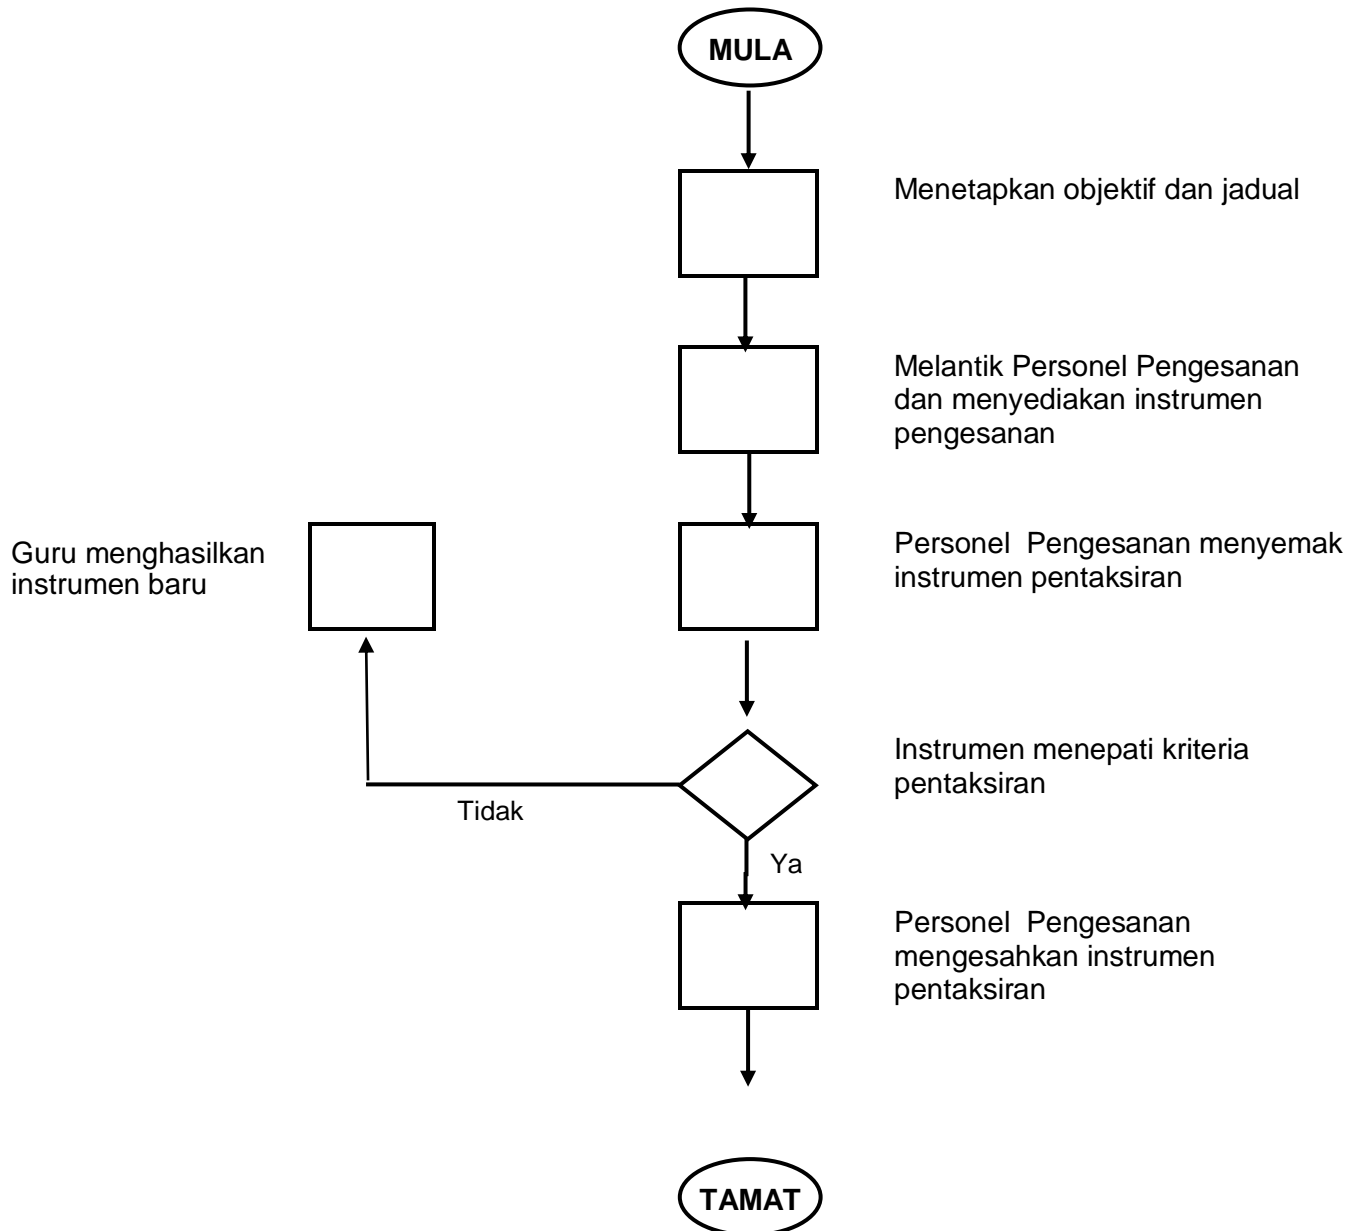 MULA
Menetapkan objektif dan jadual
Melantik Personel Pengesanan
dan menyediakan instrumen
pengesanan
Guru menghasilkan
instrumen baru
Personel  Pengesanan menyemak
instrumen pentaksiran
Instrumen menepati kriteria
pentaksiran
Tidak
Ya
Personel  Pengesanan
mengesahkan instrumen
pentaksiran
TAMAT